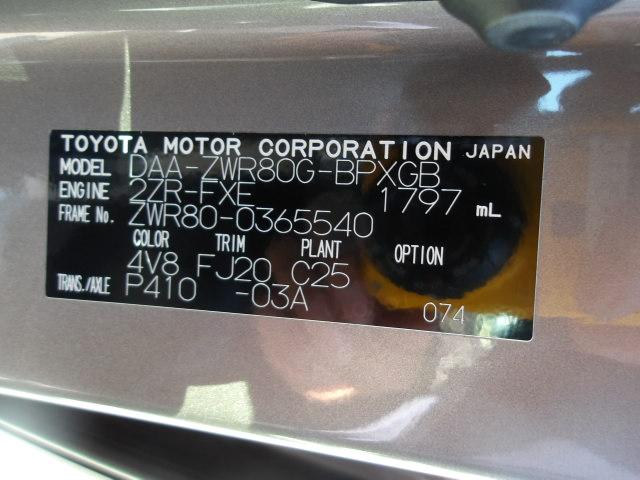 TOYOTA MOTOR CORPORATION JAPAN
MODEL DAA-ZWR80G-BPXGB
ENGINE 2ZR-FXE 1797 mL
FRAME No. ZWR80-0365540
COLOR TRIM PLANT OPTION
4V8 FJ20 C25
TRANS./AXLE P410 -03A
074